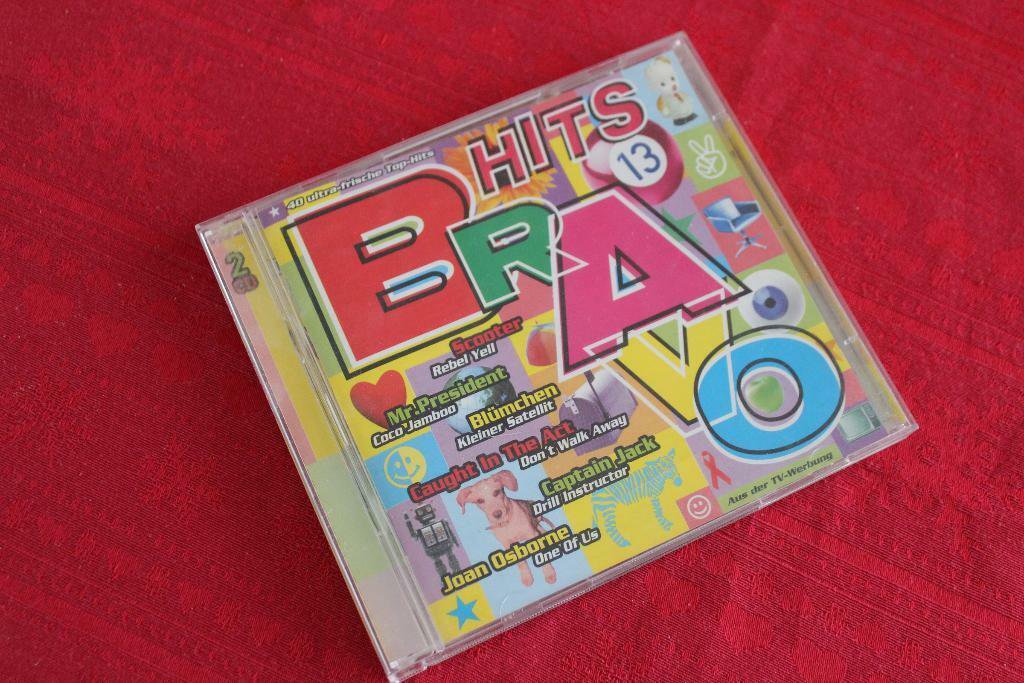 40 ultra-frische Top-Hits
HITS
13
BRAVO
2
CD
Scooter
Rebel Yell
Mr.President
Coco Jamboo
Blümchen
Kleiner Satellit
Caught In The Act
Don't Walk Away
Captain Jack
Drill Instructor
Joan Osborne
One Of Us
Aus der TV-Werbung